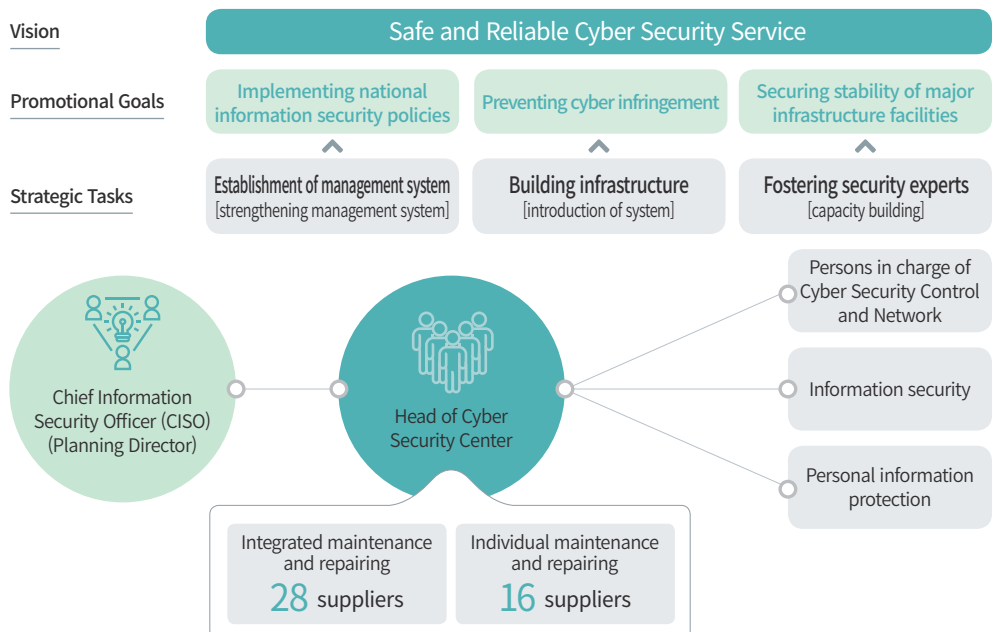 Vision
Safe and Reliable Cyber Security Service
Promotional Goals
Implementing national
information security policies
Preventing cyber infringement
Securing stability of major
infrastructure facilities
Strategic Tasks
Establishment of management system
[strengthening management system]
Building infrastructure
[introduction of system]
Fostering security experts
[capacity building]
Chief Information
Security Officer (CISO)
(Planning Director)
Head of Cyber
Security Center
Persons in charge of
Cyber Security Control
and Network
Information security
Personal information
protection
Integrated maintenance
and repairing
28 suppliers
Individual maintenance
and repairing
16 suppliers